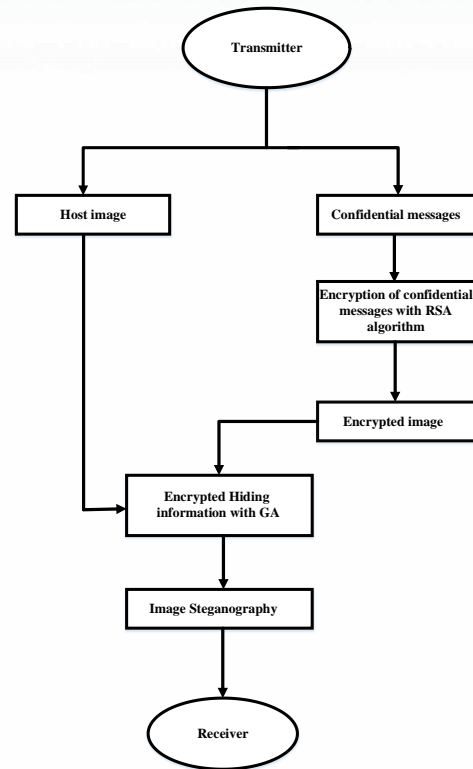 Transmitter
Host image
Confidential messages
Encryption of confidential
messages with RSA
algorithm
Encrypted image
Encrypted Hiding
information with GA
Image Steganography
Receiver